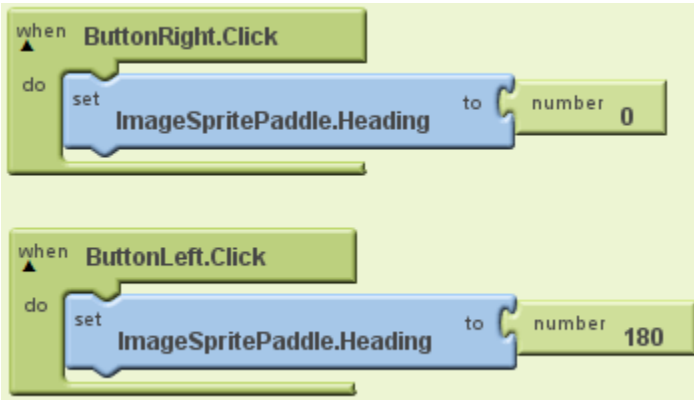 when ButtonRight.Click
do set ImageSpritePaddle.Heading to number 0
when ButtonLeft.Click
do set ImageSpritePaddle.Heading to number 180